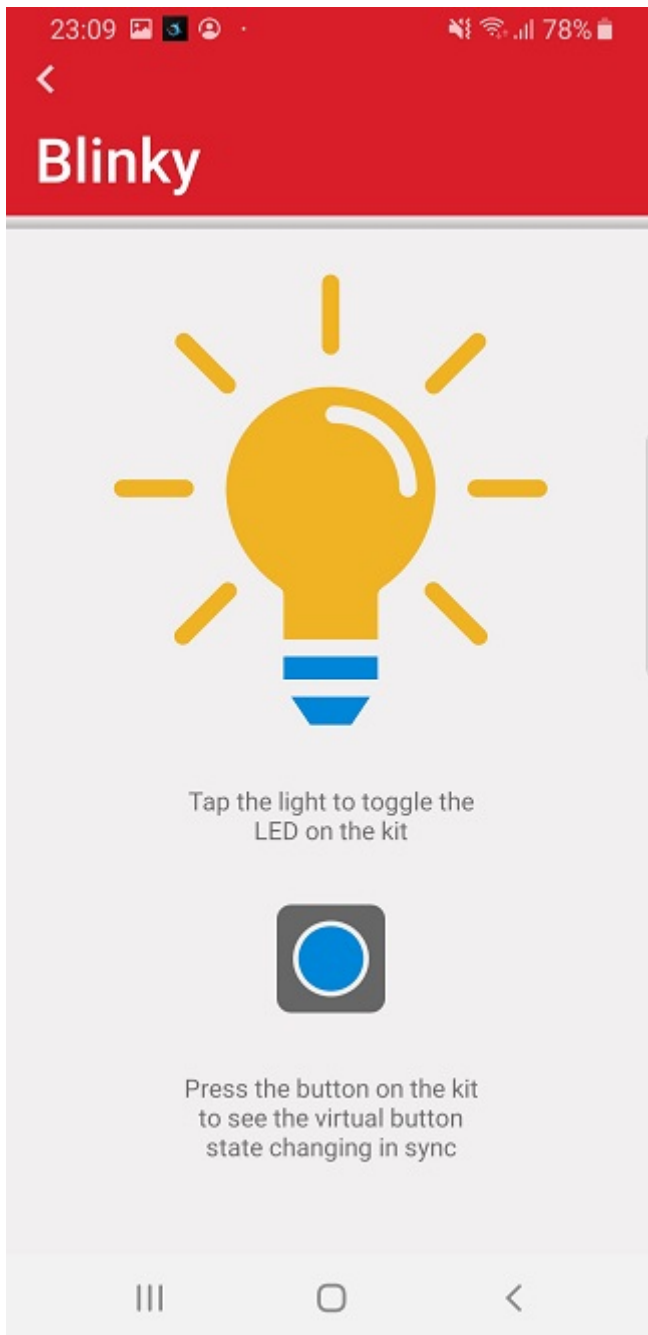 23:09 78%
Blinky
Tap the light to toggle the
LED on the kit
Press the button on the kit
to see the virtual button
state changing in sync